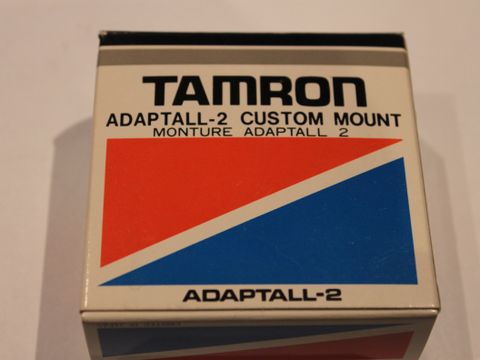 TAMRON
ADAPTALL-2 CUSTOM MOUNT
MONTURE ADAPTALL 2
ADAPTALL-2